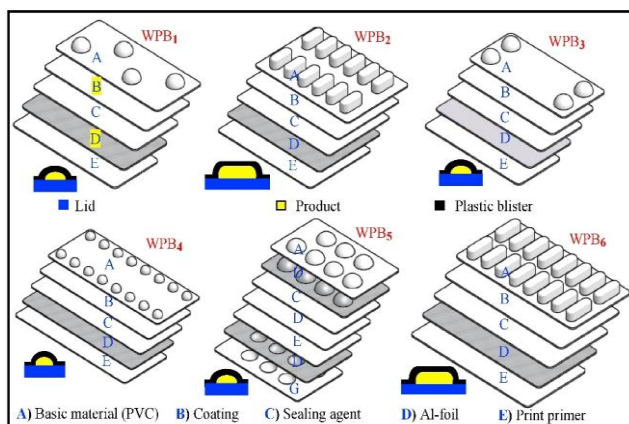 WPB1
A
B
C
D
E
WPB2
A
B
C
D
E
WPB3
A
B
C
D
E
Lid
Product
Plastic blister
WPB4
A
B
C
D
E
WPB5
A
D
C
D
E
D
G
WPB6
A
B
C
D
E
A) Basic material (PVC) B) Coating C) Sealing agent D) Al-foil E) Print primer